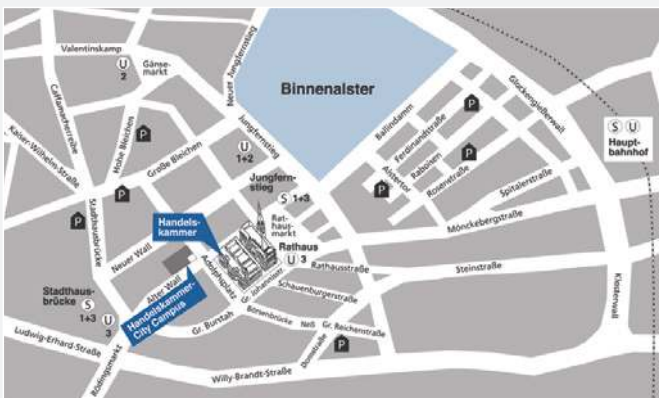 Valentinskamp
U
2
Gänse-
markt
Caffamacherreihe
Kaiser-Wilhelm-Straße
Hohe Bleichen
P
Große Bleichen
P
P
Stadthausbrücke
Neuer Jungfernstieg
Jungfernstieg
U
1+2
Binnenalster
Jungfern-
stieg
S 1+3
Rat-
haus-
markt
Rathaus
U 3
Handels-
kammer
Neuer Wall
Alter Wall
Adolphsplatz
Handelskammer-
City Campus
Stadthaus-
brücke
S
1+3
U
3
Ludwig-Erhard-Straße
Rödingsmarkt
Gr. Burstah
Gr. Johannisstr.
Börsenbrücke
Neß
Gr. Reichenstraße
Schauenburgerstraße
Rathausstraße
Domstraße
P
Willy-Brandt-Straße
Ballindamm
Ferdinandstraße
P
Alstertor
Raboisen
P
Rosenstraße
P
Glockengießerwall
Spitalerstraße
Mönckebergstraße
Steinstraße
Klosterwall
S U
Haupt-
bahnhof